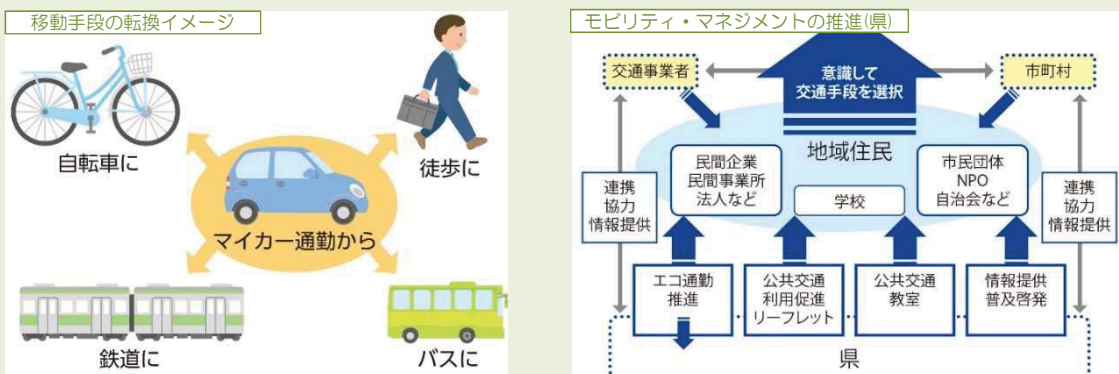 移動手段の転換イメージ
自転車に
徒歩に
マイカー通勤から
鉄道に
バスに
モビリティ・マネジメントの推進(県)
交通事業者
意識して
交通手段を選択
市町村
地域住民
民間企業
民間事業所
法人など
学校
市民団体
NPO
自治会など
連携
協力
情報提供
連携
協力
情報提供
エコ通勤
推進
公共交通
利用促進
リーフレット
公共交通
教室
情報提供
普及啓発
県